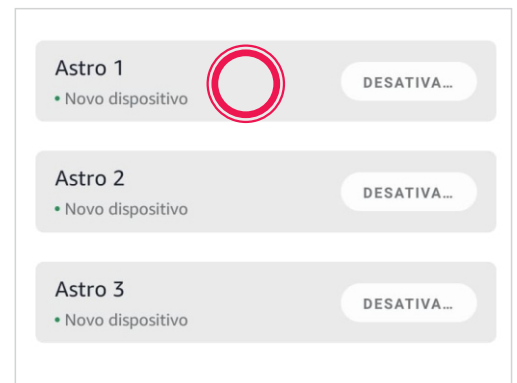 Astro 1
• Novo dispositivo
DESATIVA...
Astro 2
• Novo dispositivo
DESATIVA...
Astro 3
• Novo dispositivo
DESATIVA...